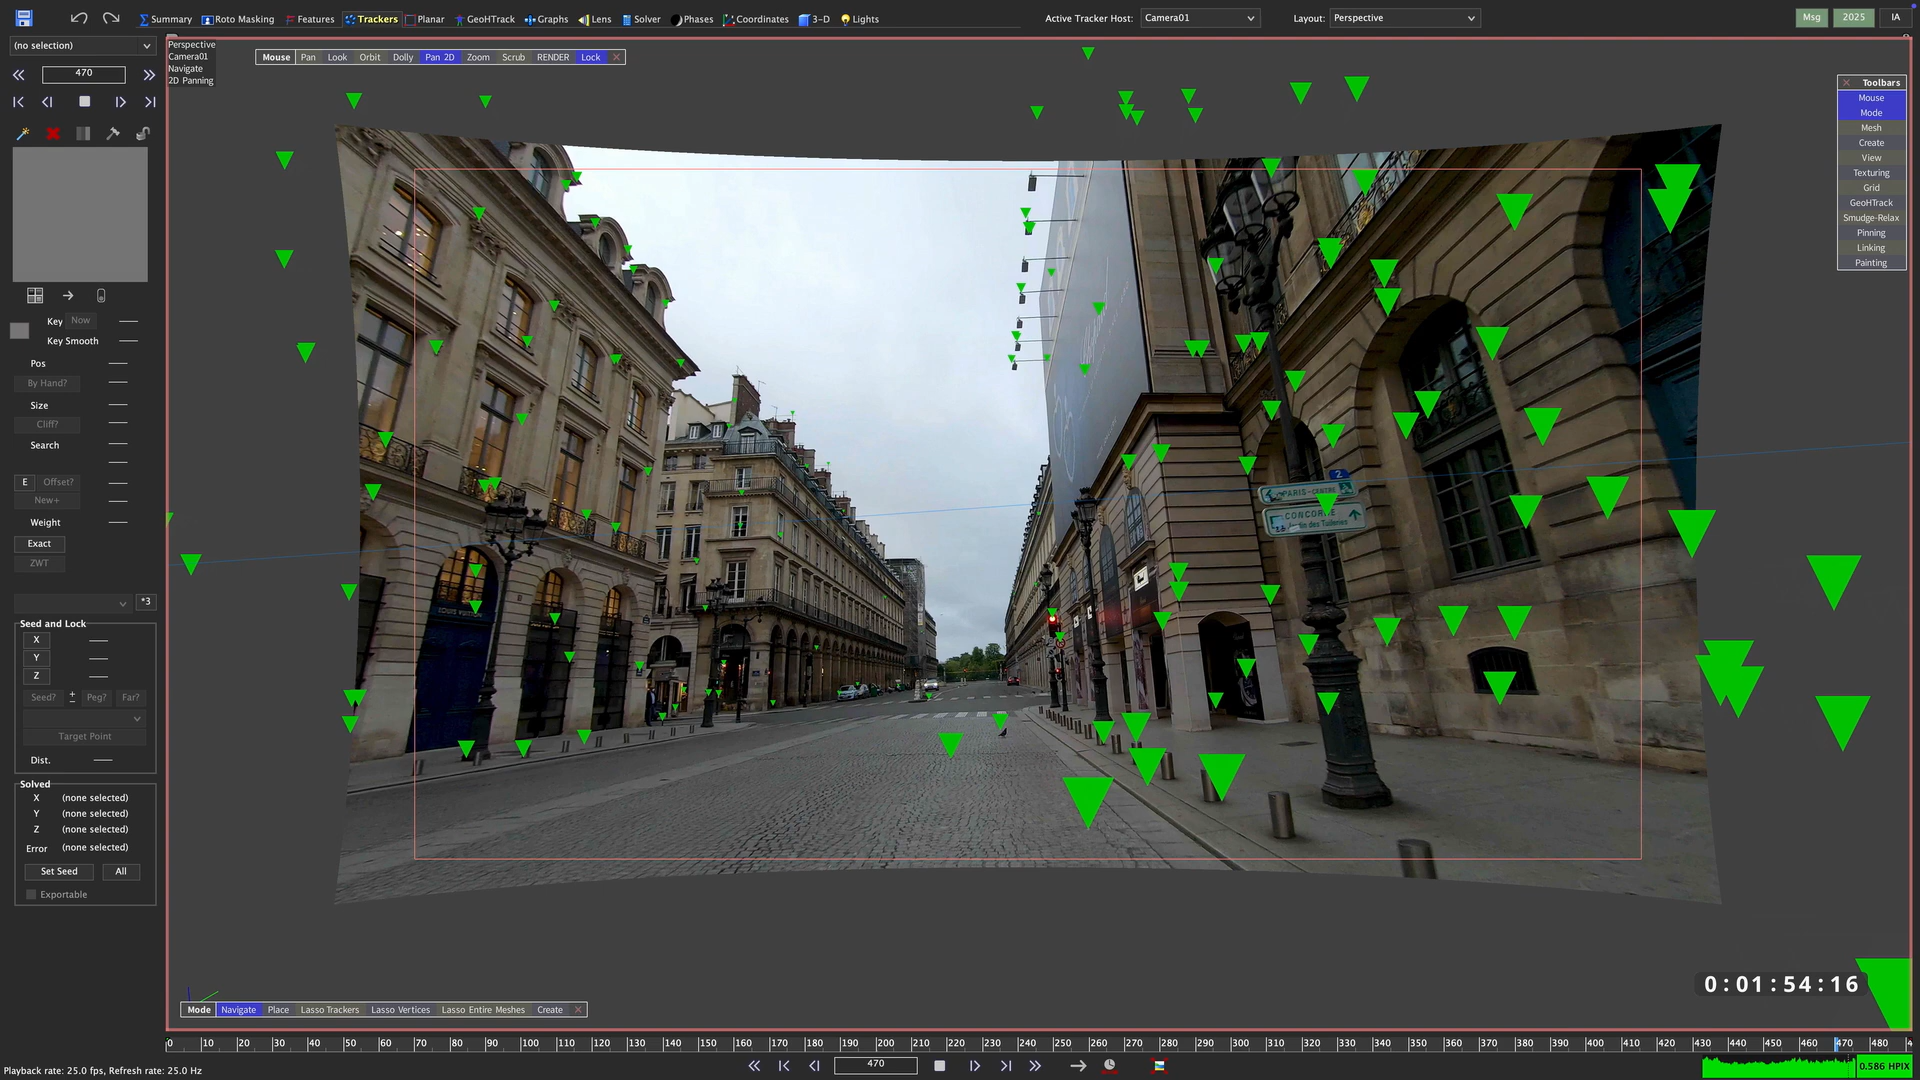 Summary Roto Masking Features Trackers Planar GeoHTrack Graphs Lens Solver Phases Coordinates 3-D Lights Active Tracker Host: Camera01 Layout: Perspective Msg 2025 IA
(no selection)
Perspective
Camera01
Navigate
2D Panning
Mouse Pan Look Orbit Dolly Pan 2D Zoom Scrub RENDER Lock
470
Toolbars
Mouse
Mode
Mesh
Create
View
Texturing
Grid
GeoHTrack
Smudge-Relax
Pinning
Linking
Painting
Key Now
Key Smooth
Pos
By Hand?
Size
Cliff?
Search
E Offset?
New+
Weight
Exact
ZWT
*3
Seed and Lock
X
Y
Z
Seed? Peg? Far?
Target Point
Dist.
Solved
X (none selected)
Y (none selected)
Z (none selected)
Error (none selected)
Set Seed All
Exportable
2
PARIS-CENTRE
CONCORDE
Jardin des Tuileries
LOUIS VUITTON
0:01:54:16
Mode Navigate Place Lasso Trackers Lasso Vertices Lasso Entire Meshes Create
0 10 20 30 40 50 60 70 80 90 100 110 120 130 140 150 160 170 180 190 200 210 220 230 240 250 260 270 280 290 300 310 320 330 340 350 360 370 380 390 400 410 420 430 440 450 460 470 480
470
Playback rate: 25.0 fps, Refresh rate: 25.0 Hz
0.586 HPIX